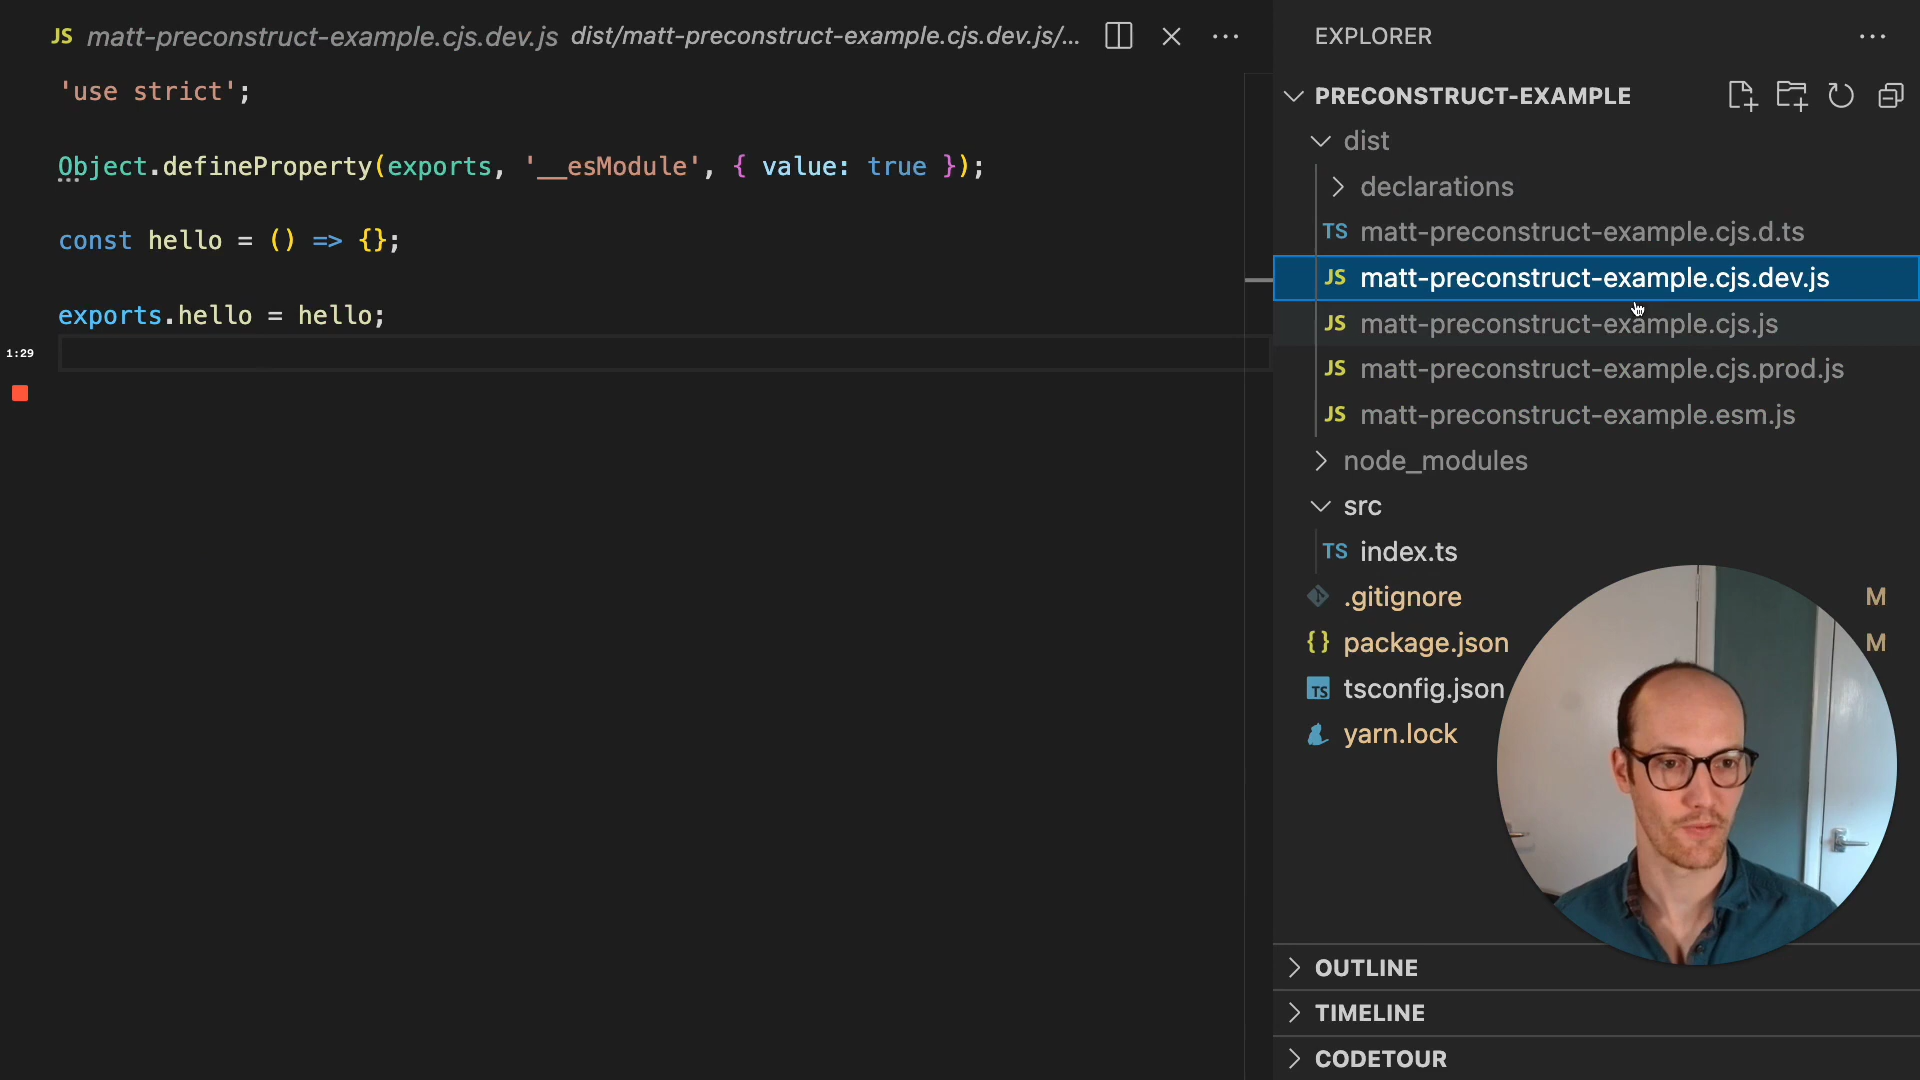 JS matt-preconstruct-example.cjs.dev.js dist/matt-preconstruct-example.cjs.dev.js/...
'use strict';
Object.defineProperty(exports, '__esModule', { value: true });
const hello = () => {};
exports.hello = hello;
1:29
EXPLORER
PRECONSTRUCT-EXAMPLE
dist
declarations
TS matt-preconstruct-example.cjs.d.ts
JS matt-preconstruct-example.cjs.dev.js
JS matt-preconstruct-example.cjs.js
JS matt-preconstruct-example.cjs.prod.js
JS matt-preconstruct-example.esm.js
node_modules
src
TS index.ts
.gitignore M
{} package.json M
TS tsconfig.json
yarn.lock
OUTLINE
TIMELINE
CODETOUR